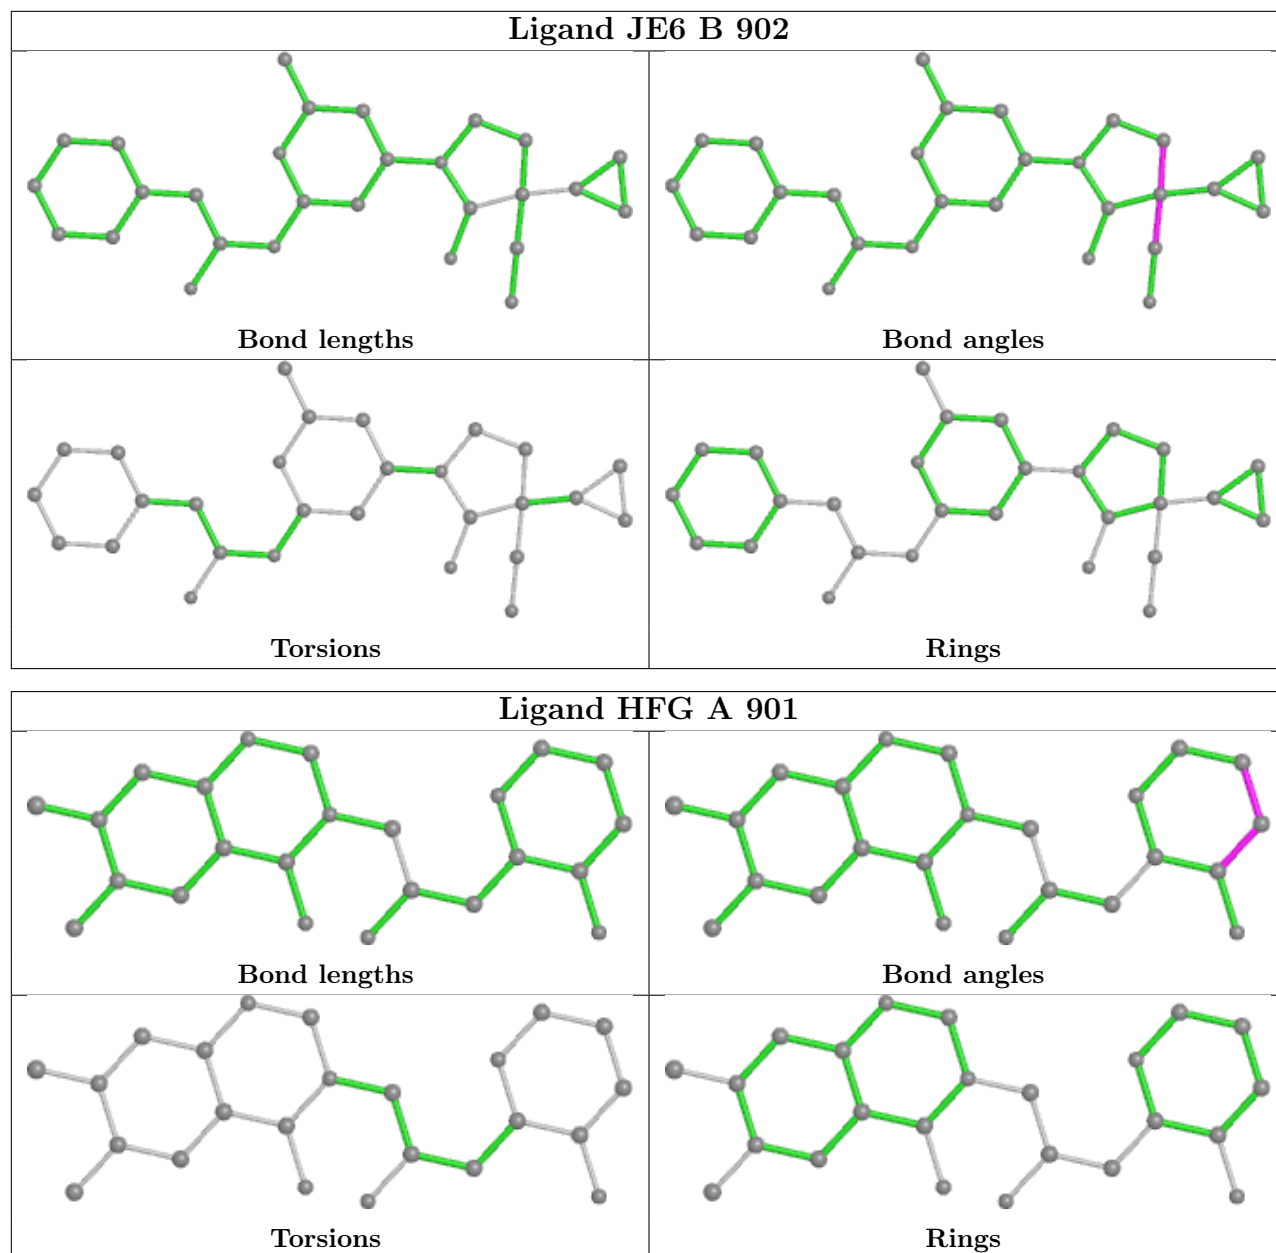 Ligand JE6 B 902
Bond lengths
Bond angles
Torsions
Rings
Ligand HFG A 901
Bond lengths
Bond angles
Torsions
Rings